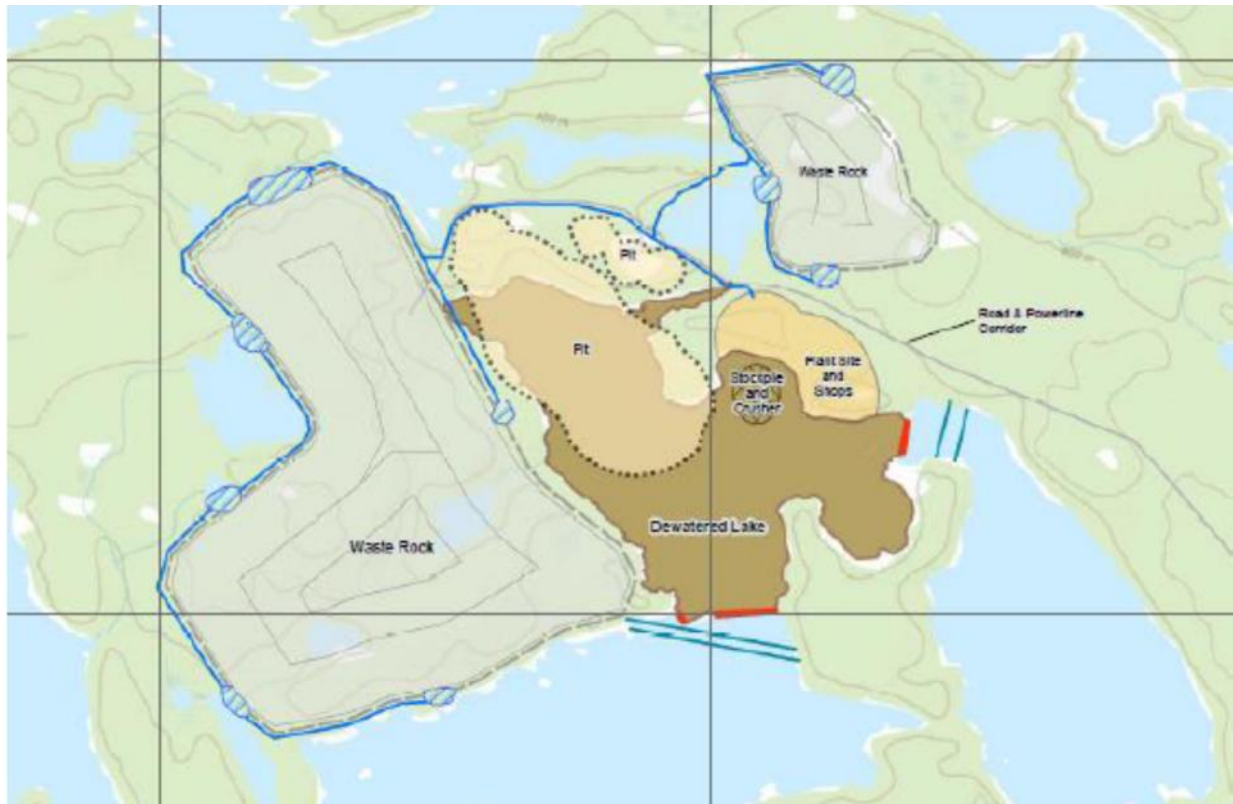 Waste Rock
Pit
Road & Powerline
Corridor
Pit
Plant Site
and
Shops
Stockpile
and
Crusher
Dewatered Lake
Waste Rock